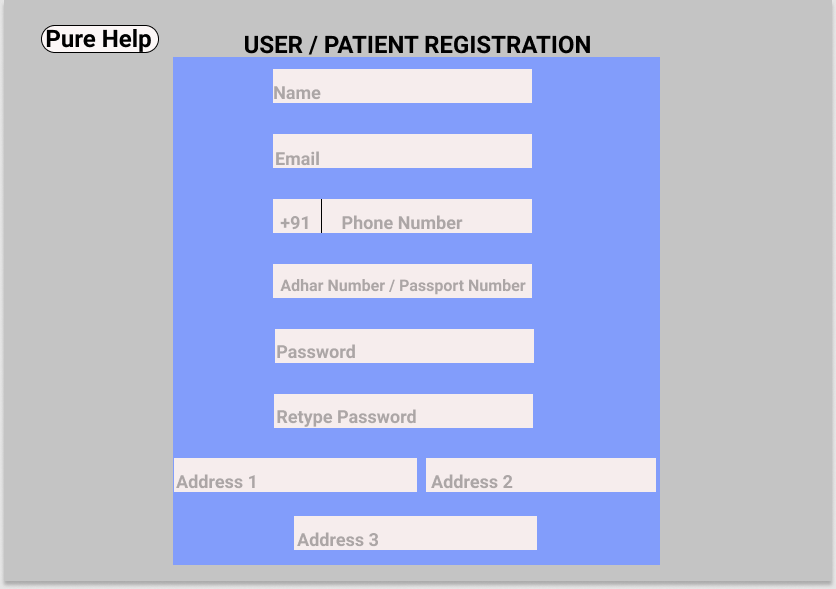 Pure Help
USER / PATIENT REGISTRATION
Name
Email
+91 Phone Number
Adhar Number / Passport Number
Password
Retype Password
Address 1 Address 2
Address 3